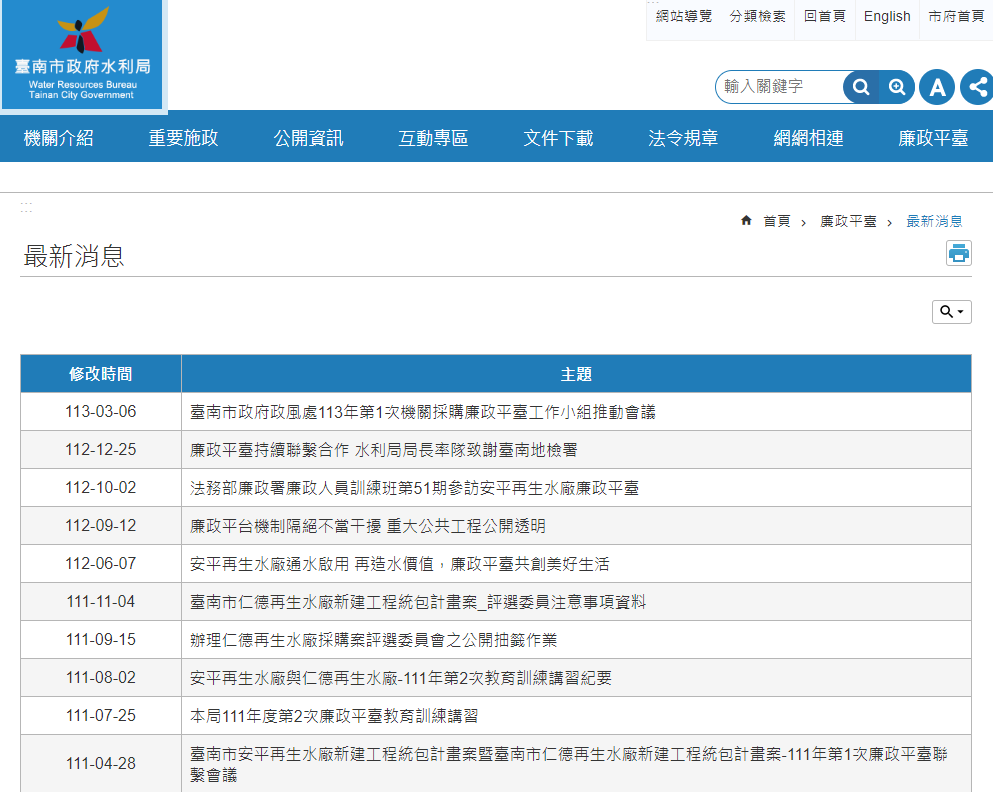 臺南市政府水利局
Water Resources Bureau
Tainan City Government
:::
網站導覽 分類檢索 回首頁 English 市府首頁
輸入關鍵字
A
機關介紹 重要施政 公開資訊 互動專區 文件下載 法令規章 網網相連 廉政平臺
:::
首頁 › 廉政平臺 › 最新消息
最新消息
修改時間 主題
113-03-06 臺南市政府政風處113年第1次機關採購廉政平臺工作小組推動會議
112-12-25 廉政平臺持續聯繫合作 水利局局長率隊致謝臺南地檢署
112-10-02 法務部廉政署廉政人員訓練班第51期參訪安平再生水廠廉政平臺
112-09-12 廉政平台機制隔絕不當干擾 重大公共工程公開透明
112-06-07 安平再生水廠通水啟用 再造水價值，廉政平臺共創美好生活
111-11-04 臺南市仁德再生水廠新建工程統包計畫案_評選委員注意事項資料
111-09-15 辦理仁德再生水廠採購案評選委員會之公開抽籤作業
111-08-02 安平再生水廠與仁德再生水廠-111年第2次教育訓練講習紀要
111-07-25 本局111年度第2次廉政平臺教育訓練講習
111-04-28 臺南市安平再生水廠新建工程統包計畫案暨臺南市仁德再生水廠新建工程統包計畫案-111年第1次廉政平臺聯
繫會議